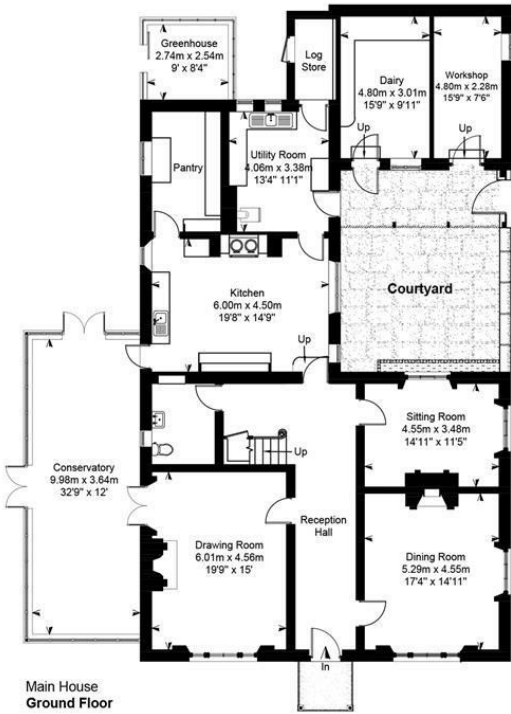 Greenhouse
2.74m x 2.54m
9' x 8'4"
Log
Store
Dairy
4.80m x 3.01m
15'9" x 9'11"
Workshop
4.80m x 2.28m
15'9" x 7'6"
Up
Up
Pantry
Utility Room
4.06m x 3.38m
13'4" 11'1"
Courtyard
Kitchen
6.00m x 4.50m
19'8" x 14'9"
Up
Sitting Room
4.55m x 3.48m
14'11" x 11'5"
Up
Conservatory
9.98m x 3.64m
32'9" x 12'
Reception
Hall
Drawing Room
6.01m x 4.56m
19'9" x 15'
Dining Room
5.29m x 4.55m
17'4" x 14'11"
In
Main House
Ground Floor